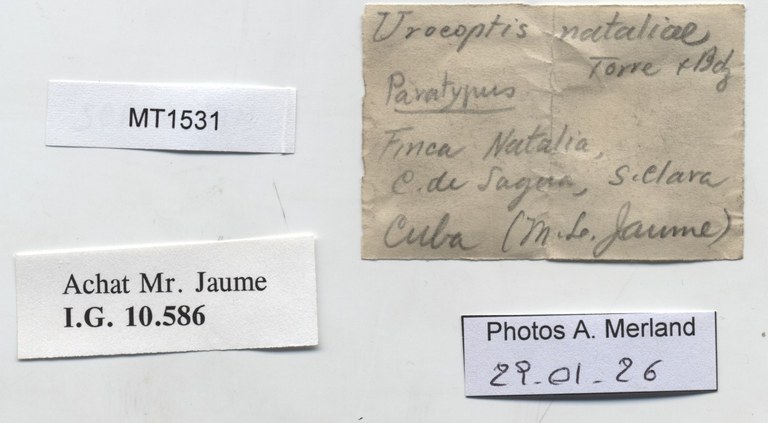 MT1531
Achat Mr. Jaume
I.G. 10.586
Urocoptis nataliae
Torre + Bdz
Paratypus
Finca Natalia,
C. de Sagua, S. Clara
Cuba (M. L. Jaume)
Photos A. Merland
29-01-26